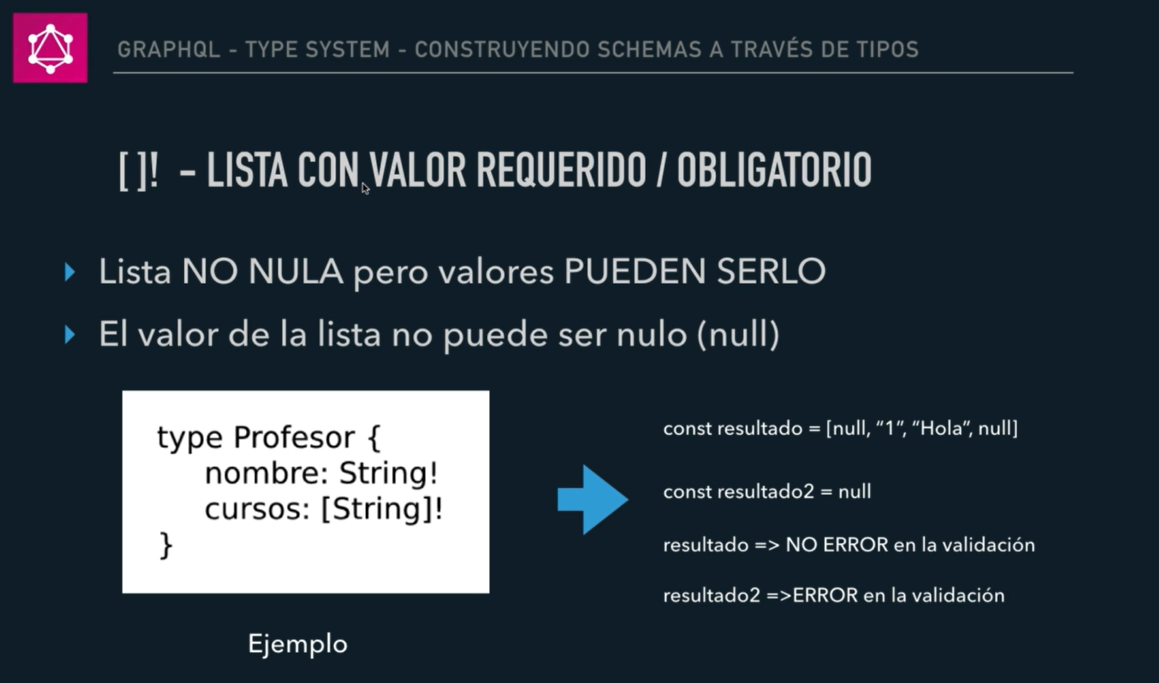 GRAPHQL - TYPE SYSTEM - CONSTRUYENDO SCHEMAS A TRAVÉS DE TIPOS
[ ]! - LISTA CON VALOR REQUERIDO / OBLIGATORIO
Lista NO NULA pero valores PUEDEN SERLO
El valor de la lista no puede ser nulo (null)
type Profesor {
nombre: String!
cursos: [String]!
}
Ejemplo
const resultado = [null, “1”, “Hola”, null]
const resultado2 = null
resultado => NO ERROR en la validación
resultado2 =>ERROR en la validación